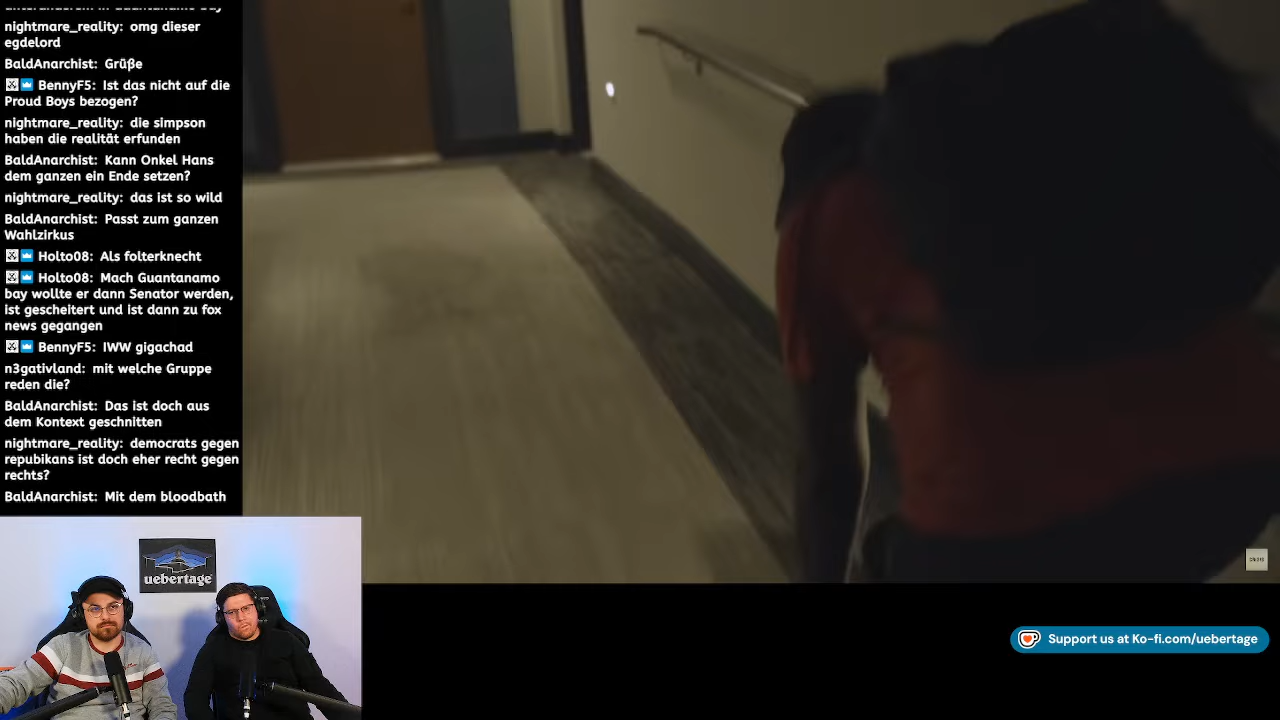 nightmare_reality: omg dieser
egdelord
BaldAnarchist: Grüße
BennyF5: Ist das nicht auf die
Proud Boys bezogen?
nightmare_reality: die simpson
haben die realität erfunden
BaldAnarchist: Kann Onkel Hans
dem ganzen ein Ende setzen?
nightmare_reality: das ist so wild
BaldAnarchist: Passt zum ganzen
Wahlzirkus
Holto08: Als folterknecht
Holto08: Mach Guantanamo
bay wollte er dann Senator werden,
ist gescheitert und ist dann zu fox
news gegangen
BennyF5: IWW gigachad
n3gativland: mit welche Gruppe
reden die?
BaldAnarchist: Das ist doch aus
dem Kontext geschnitten
nightmare_reality: democrats gegen
repubikans ist doch eher recht gegen
rechts?
BaldAnarchist: Mit dem bloodbath
uebertage
Support us at Ko-fi.com/uebertage